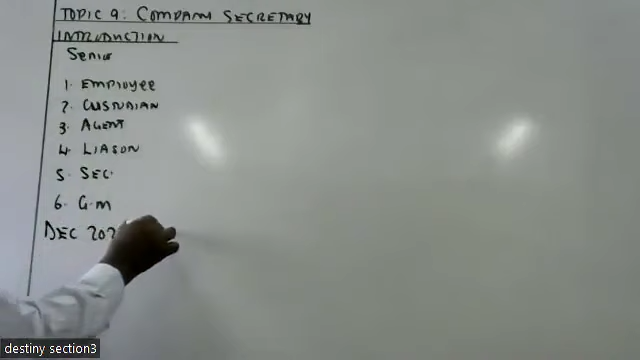 TOPIC 9: COMPANY SECRETARY
INTRODUCTION
Senior
1. EMPLOYEE
2. CUSTODIAN
3. AGENT
4. LIASON
5. SEC.
6. G.M
DEC 202
destiny section3